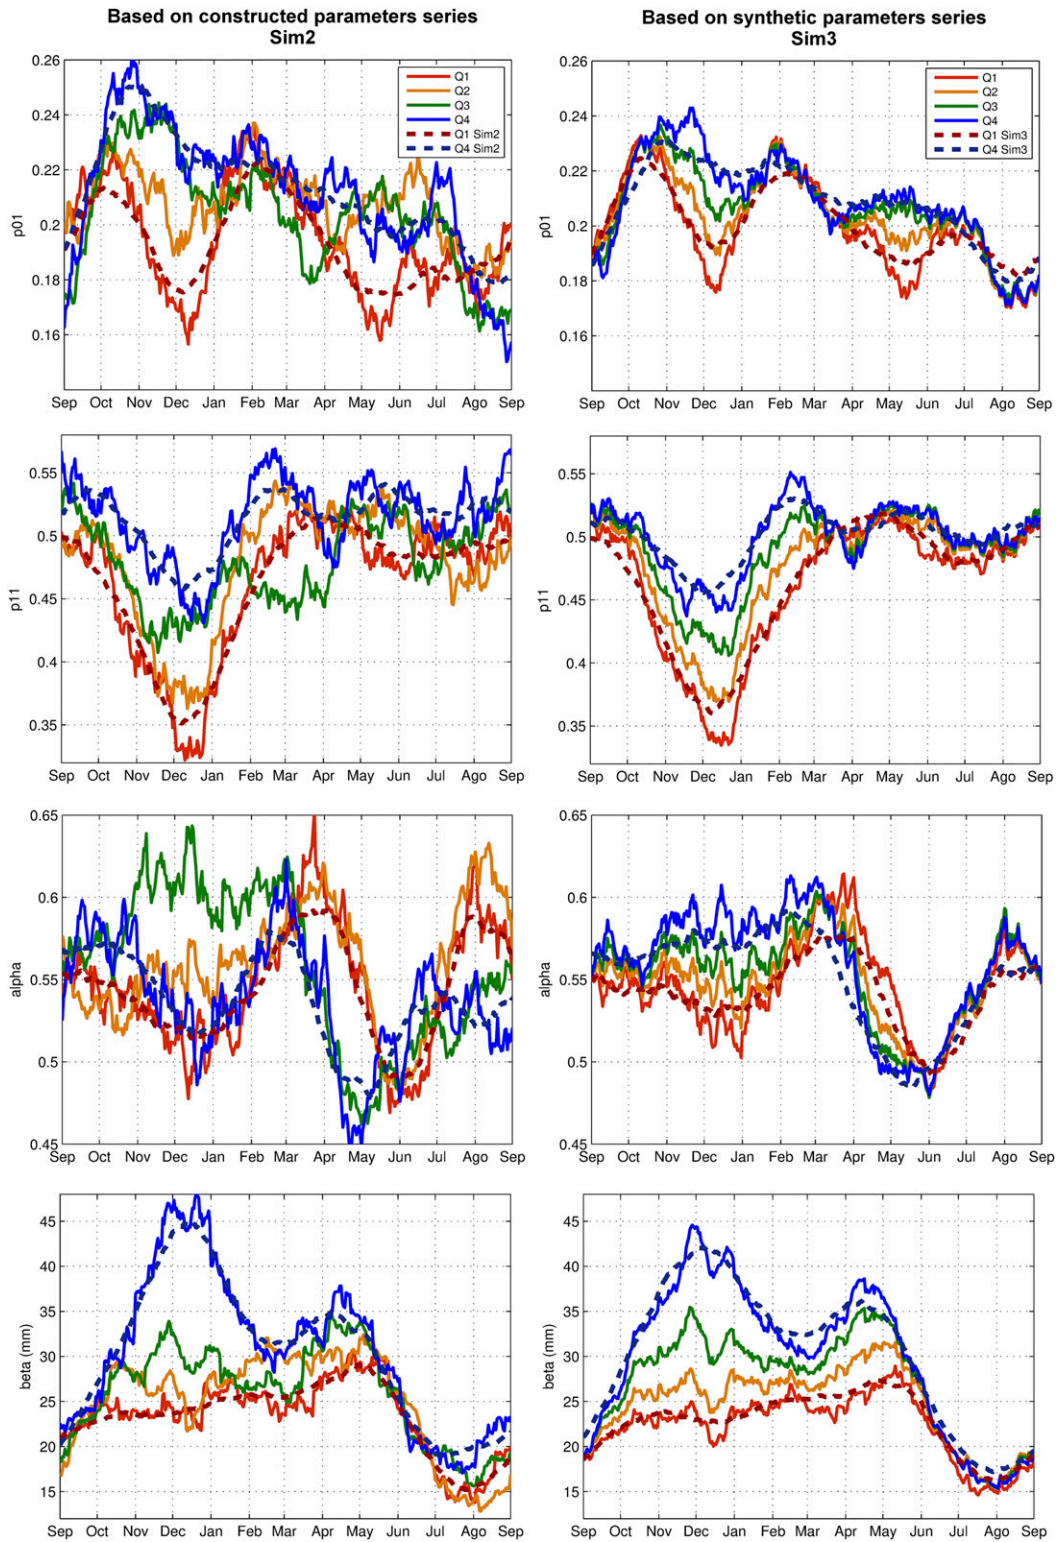 Based on constructed parameters series
Sim2
Based on synthetic parameters series
Sim3
0.26
0.24
0.22
0.2
0.18
0.16
p01
Q1
Q2
Q3
Q4
Q1 Sim2
Q4 Sim2
Sep Oct Nov Dec Jan Feb Mar Apr May Jun Jul Ago Sep
0.26
0.24
0.22
0.2
0.18
0.16
p01
Q1
Q2
Q3
Q4
Q1 Sim3
Q4 Sim3
Sep Oct Nov Dec Jan Feb Mar Apr May Jun Jul Ago Sep
0.55
0.5
0.45
0.4
0.35
p11
Sep Oct Nov Dec Jan Feb Mar Apr May Jun Jul Ago Sep
0.55
0.5
0.45
0.4
0.35
p11
Sep Oct Nov Dec Jan Feb Mar Apr May Jun Jul Ago Sep
0.65
0.6
0.55
0.5
0.45
alpha
Sep Oct Nov Dec Jan Feb Mar Apr May Jun Jul Ago Sep
0.65
0.6
0.55
0.5
0.45
alpha
Sep Oct Nov Dec Jan Feb Mar Apr May Jun Jul Ago Sep
45
40
35
30
25
20
15
beta (mm)
Sep Oct Nov Dec Jan Feb Mar Apr May Jun Jul Ago Sep
45
40
35
30
25
20
15
beta (mm)
Sep Oct Nov Dec Jan Feb Mar Apr May Jun Jul Ago Sep